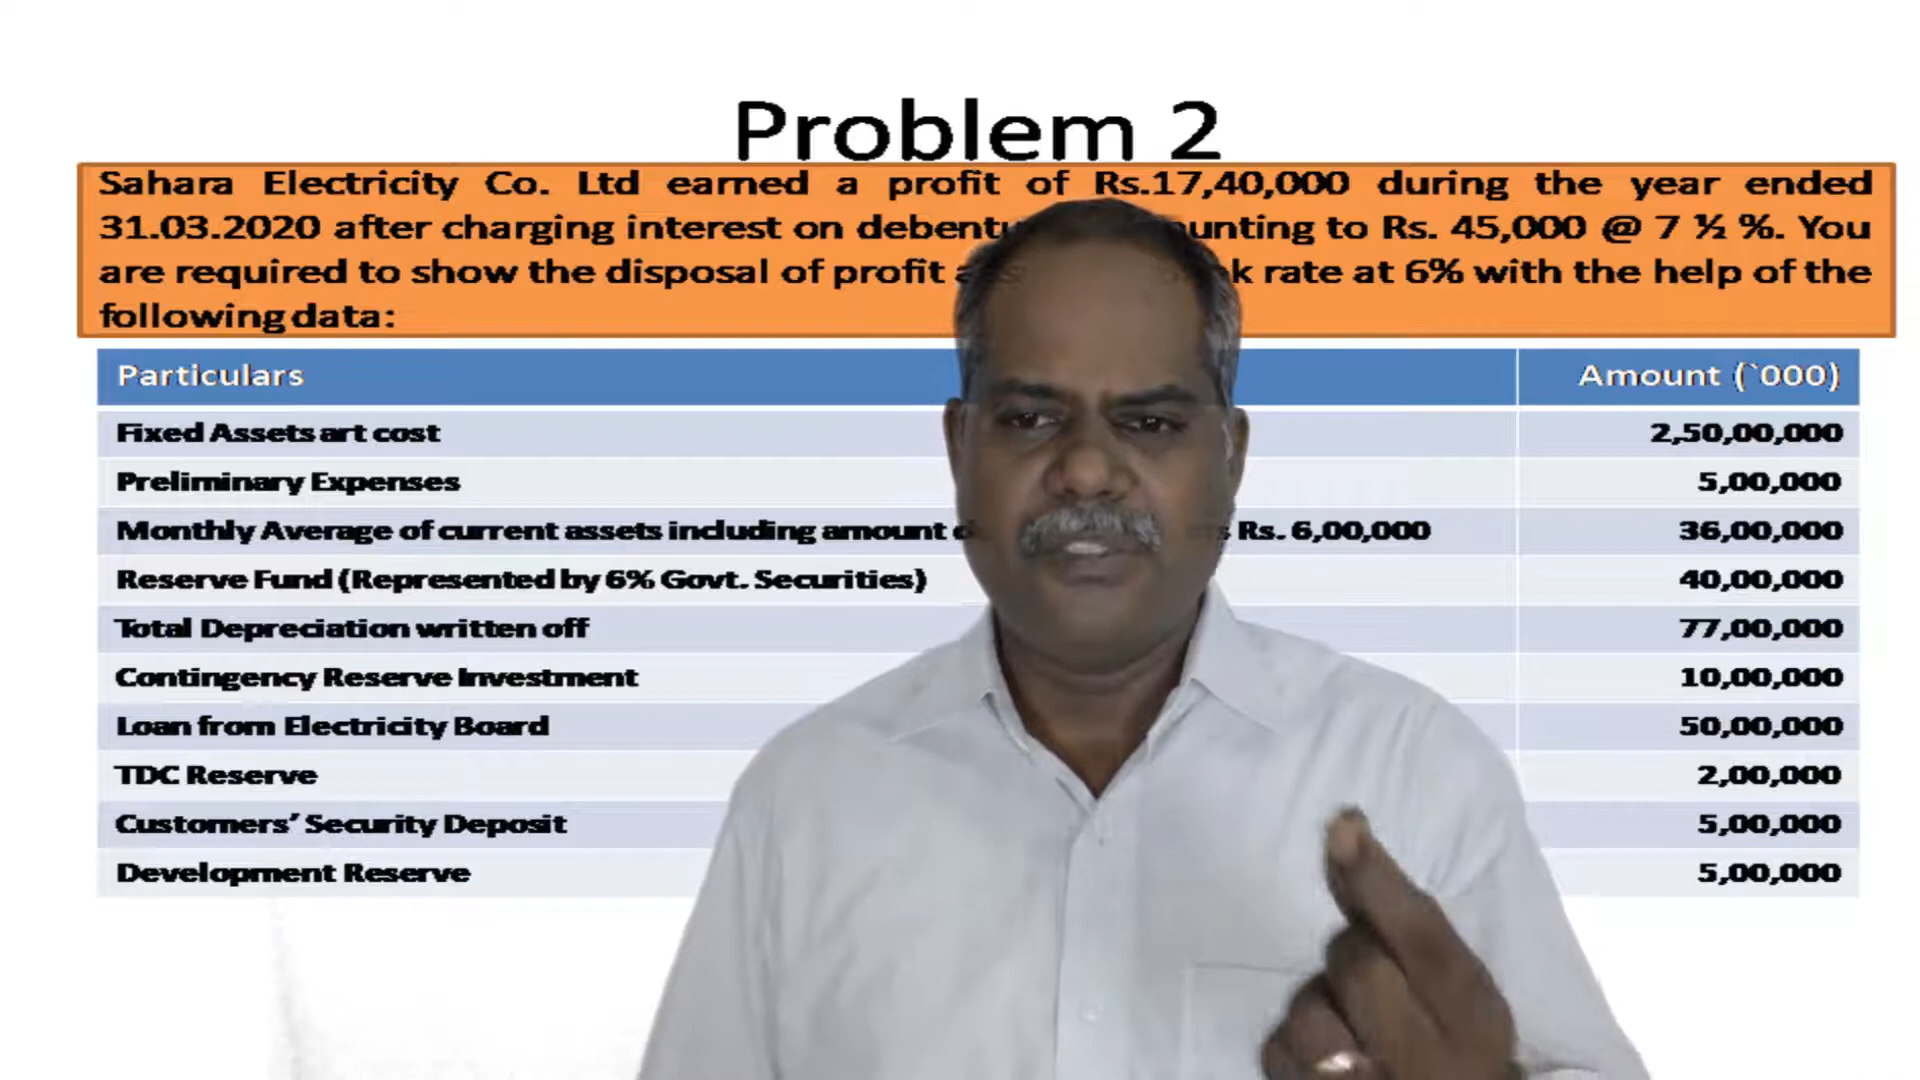 Problem 2
Sahara Electricity Co. Ltd earned a profit of Rs.17,40,000 during the year ended
31.03.2020 after charging interest on to Rs. 45,000 @ 7 ½ %. You
are required to show the disposal of profit rate at 6% with the help of the
following data:
Particulars Amount (`000)
Fixed Assets art cost 2,50,00,000
Preliminary Expenses 5,00,000
Monthly Average of current assets including amount Rs. 6,00,000 36,00,000
Reserve Fund (Represented by 6% Govt. Securities) 40,00,000
Total Depreciation written off 77,00,000
Contingency Reserve Investment 10,00,000
Loan from Electricity Board 50,00,000
TDC Reserve 2,00,000
Customers’ Security Deposit 5,00,000
Development Reserve 5,00,000